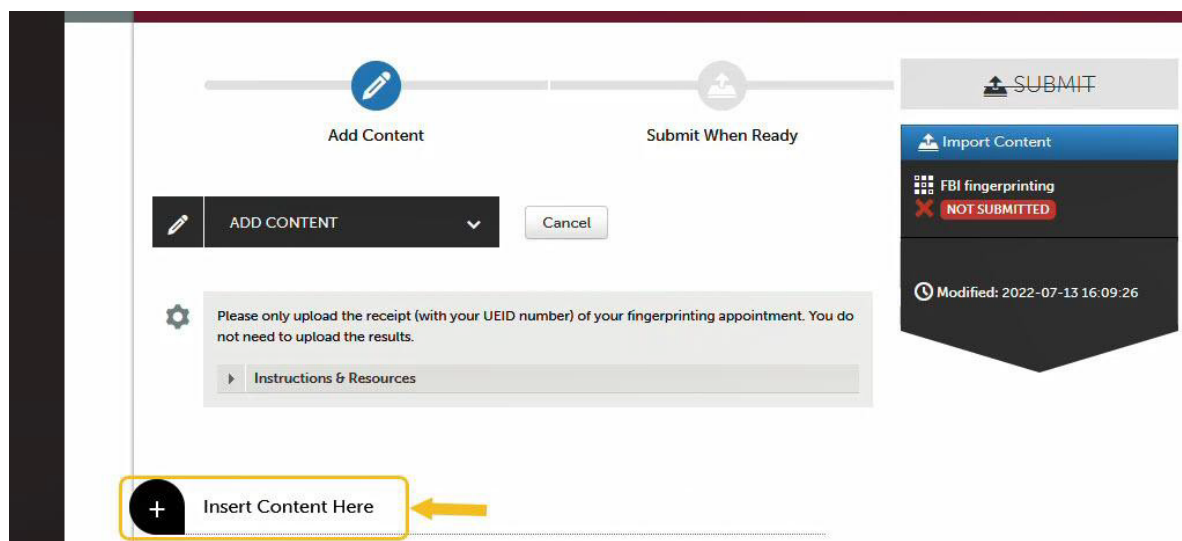 SUBMIT
Add Content
Submit When Ready
Import Content
FBI fingerprinting
NOT SUBMITTED
ADD CONTENT
Cancel
Modified: 2022-07-13 16:09:26
Please only upload the receipt (with your UEID number) of your fingerprinting appointment. You do
not need to upload the results.
Instructions & Resources
Insert Content Here